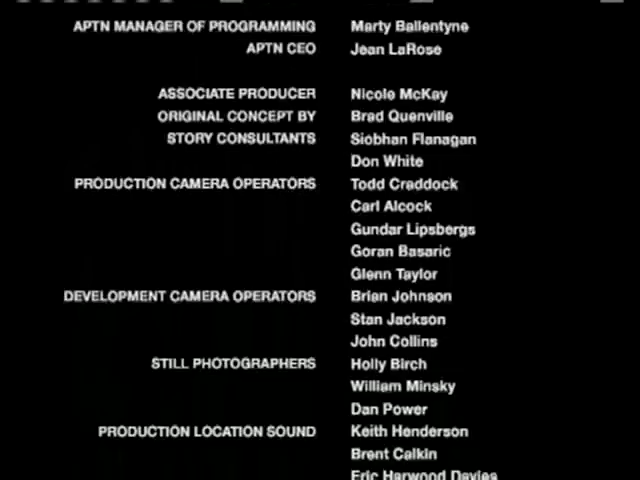 APTN MANAGER OF PROGRAMMING Marty Ballentyne
APTN CEO Jean LaRose
ASSOCIATE PRODUCER Nicole McKay
ORIGINAL CONCEPT BY Brad Quenville
STORY CONSULTANTS Siobhan Flanagan
Don White
PRODUCTION CAMERA OPERATORS Todd Craddock
Carl Alcock
Gundar Lipsbergs
Goran Basaric
Glenn Taylor
DEVELOPMENT CAMERA OPERATORS Brian Johnson
Stan Jackson
John Collins
STILL PHOTOGRAPHERS Holly Birch
William Minsky
Dan Power
PRODUCTION LOCATION SOUND Keith Henderson
Brent Calkin
Eric Harwood Davies